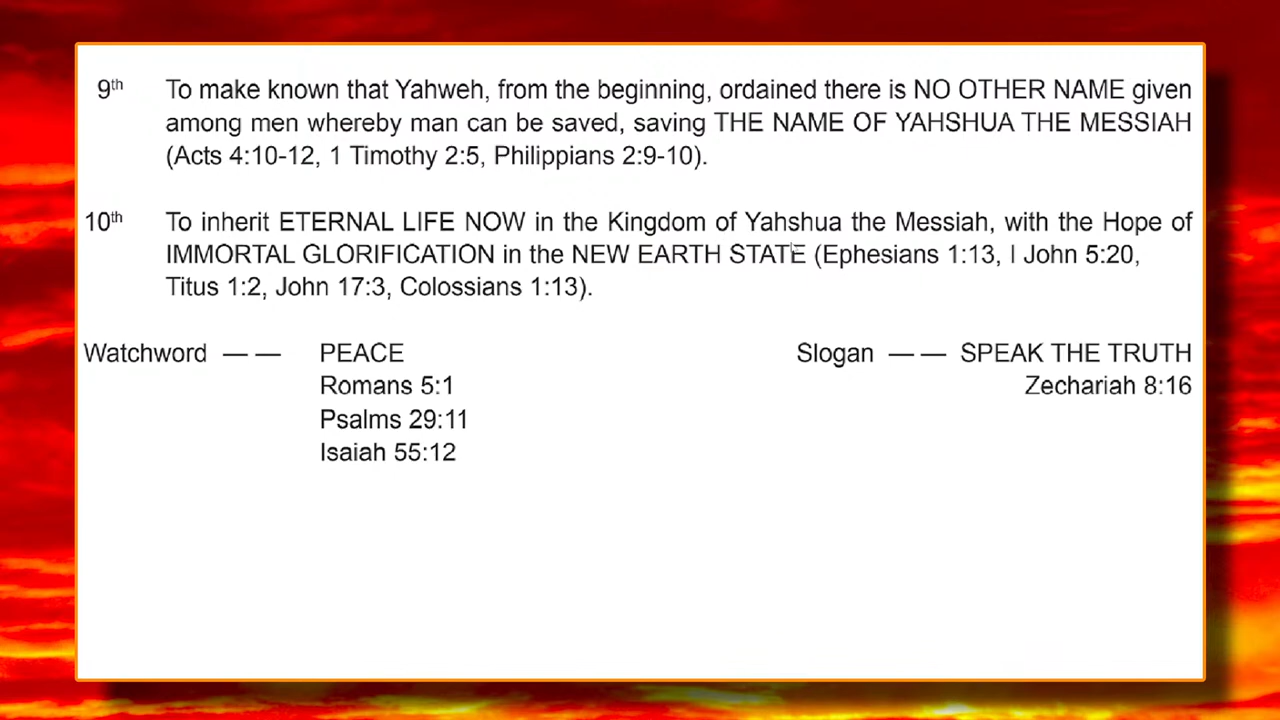 9th To make known that Yahweh, from the beginning, ordained there is NO OTHER NAME given
among men whereby man can be saved, saving THE NAME OF YAHSHUA THE MESSIAH
(Acts 4:10-12, 1 Timothy 2:5, Philippians 2:9-10).
10th To inherit ETERNAL LIFE NOW in the Kingdom of Yahshua the Messiah, with the Hope of
IMMORTAL GLORIFICATION in the NEW EARTH STATE (Ephesians 1:13, I John 5:20,
Titus 1:2, John 17:3, Colossians 1:13).
Watchword — — PEACE Slogan — — SPEAK THE TRUTH
Romans 5:1 Zechariah 8:16
Psalms 29:11
Isaiah 55:12